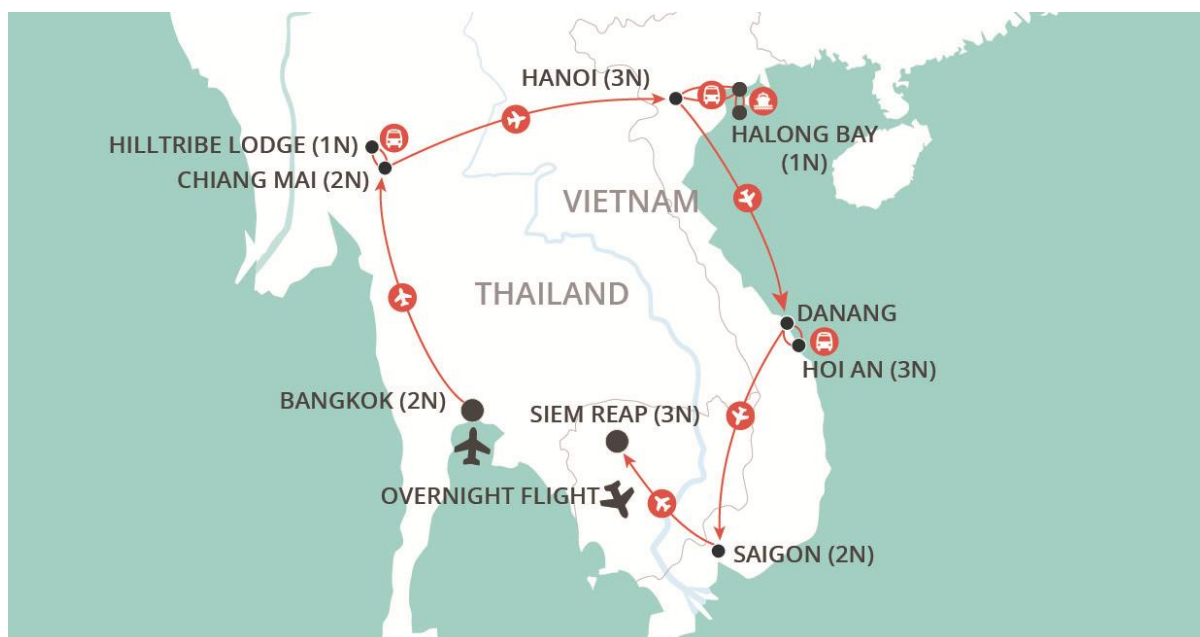 HANOI (3N)
HALONG BAY
(1N)
HILLTRIBE LODGE (1N)
CHIANG MAI (2N)
VIETNAM
THAILAND
DANANG
HOI AN (3N)
BANGKOK (2N)
SIEM REAP (3N)
OVERNIGHT FLIGHT
SAIGON (2N)